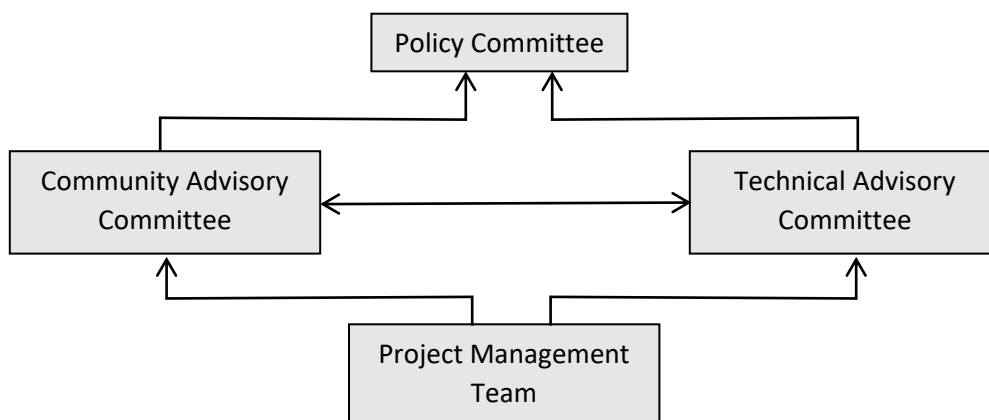 Policy Committee
Community Advisory
Committee
Technical Advisory
Committee
Project Management
Team